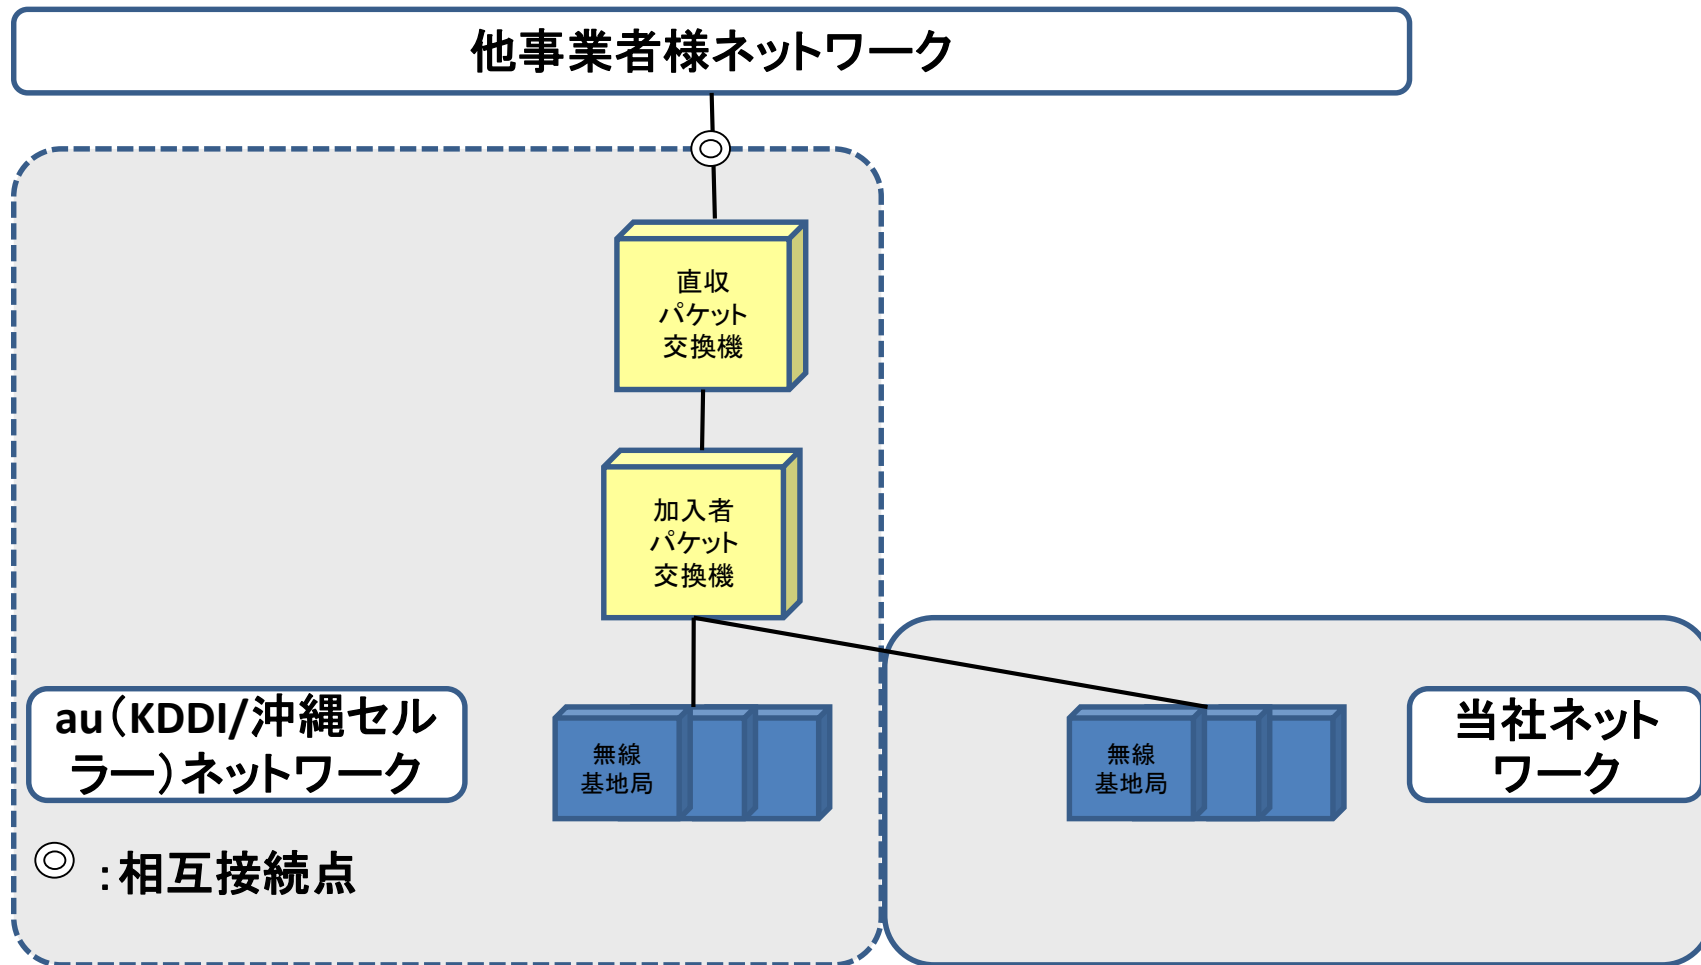 他事業者様ネットワーク
直収
パケット
交換機
加入者
パケット
交換機
au（KDDI/沖縄セル
ラー）ネットワーク
無線
基地局
無線
基地局
当社ネット
ワーク
：相互接続点